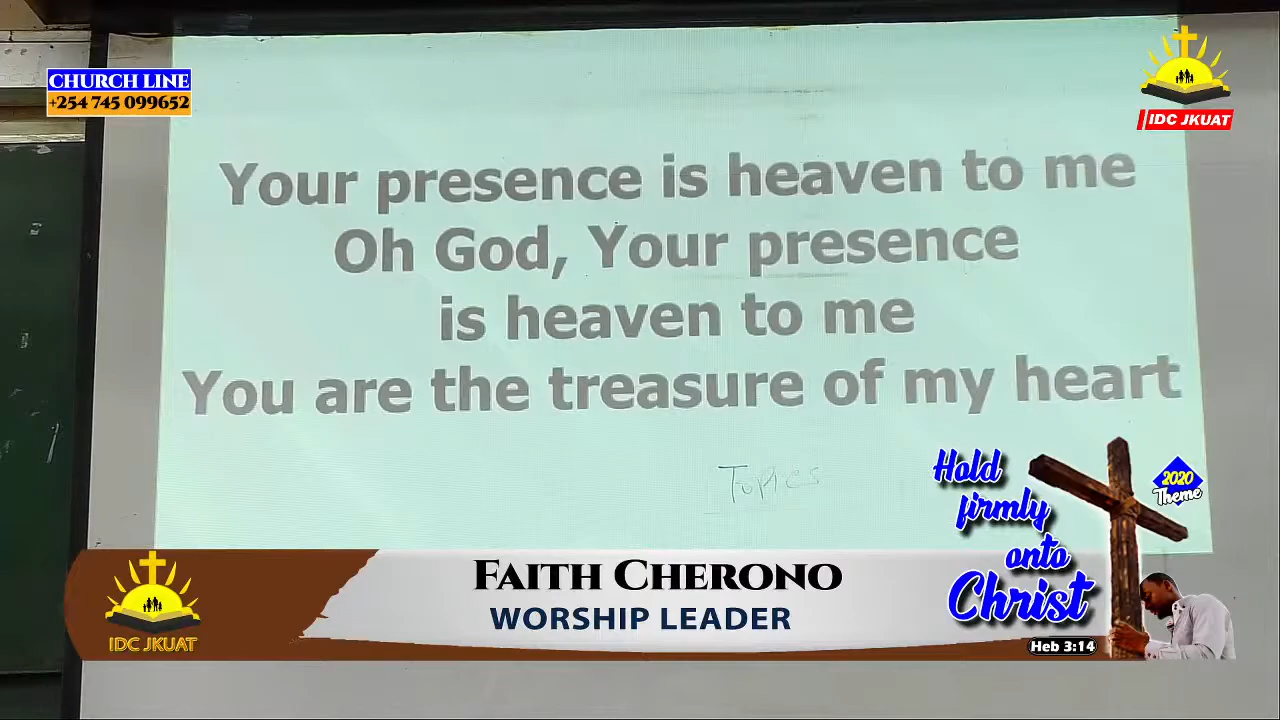 CHURCH LINE
+254 745 099652
IDC JKUAT
Your presence is heaven to me
Oh God, Your presence
is heaven to me
You are the treasure of my heart
Topics
Hold
firmly
onto
Christ
2020
Theme
Heb 3:14
FAITH CHERONO
WORSHIP LEADER
IDC JKUAT